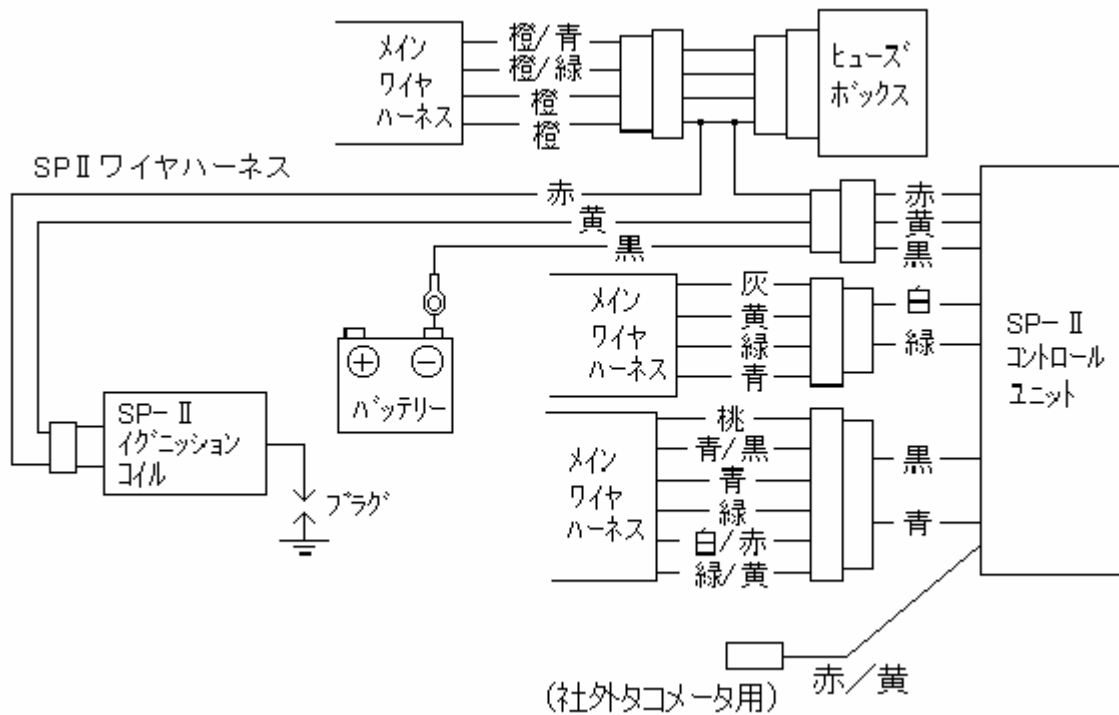 メイン
ワイヤ
ハーネス
橙/青
橙/緑
橙
橙
ヒューズ
ボックス
SPⅡワイヤハーネス
赤
黄
黒
赤
黄
黒
メイン
ワイヤ
ハーネス
灰
黄
緑
青
白
緑
SP-Ⅱ
コントロール
ユニット
バッテリー
SP-Ⅱ
イグニッション
コイル
プラグ
メイン
ワイヤ
ハーネス
桃
青/黒
青
緑
白/赤
緑/黄
黒
青
(社外タコメータ用)
赤/黄